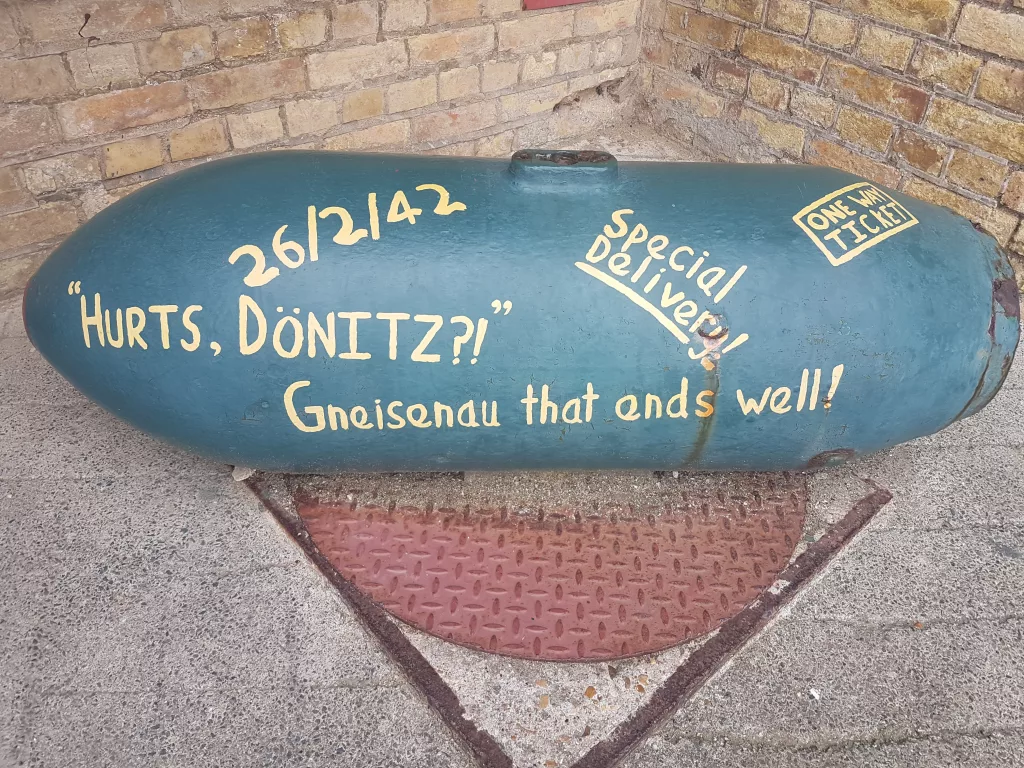 26/2/42
"HURTS, DÖNITZ?!"
Gneisenau that ends well!
Special
Delivery!
ONE WAY
TICKET